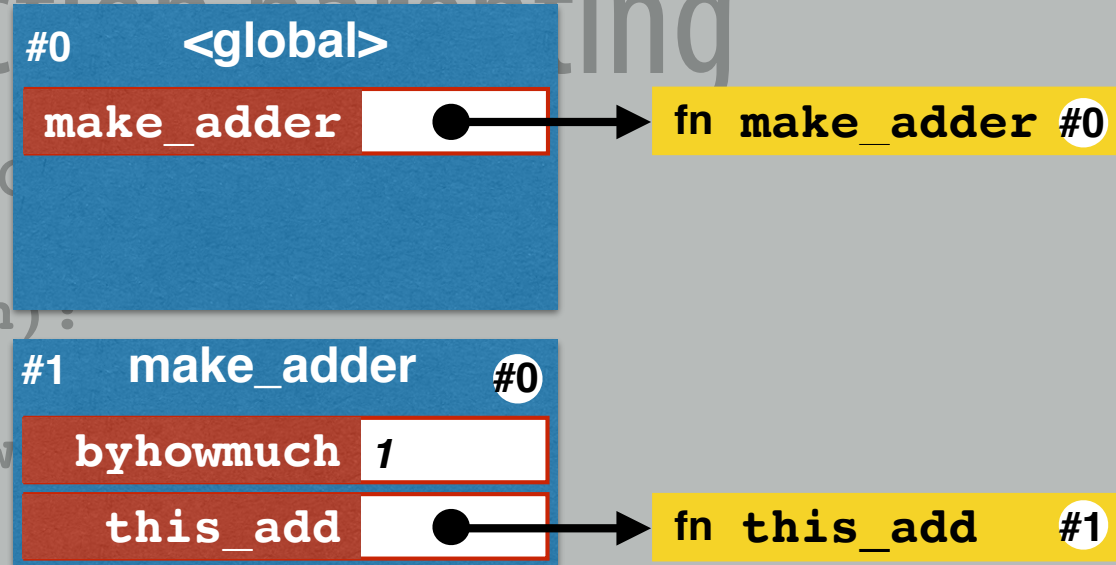 #0 <global>
make_adder fn make_adder #0
#1 make_adder #0
byhowmuch 1
this_add fn this_add #1